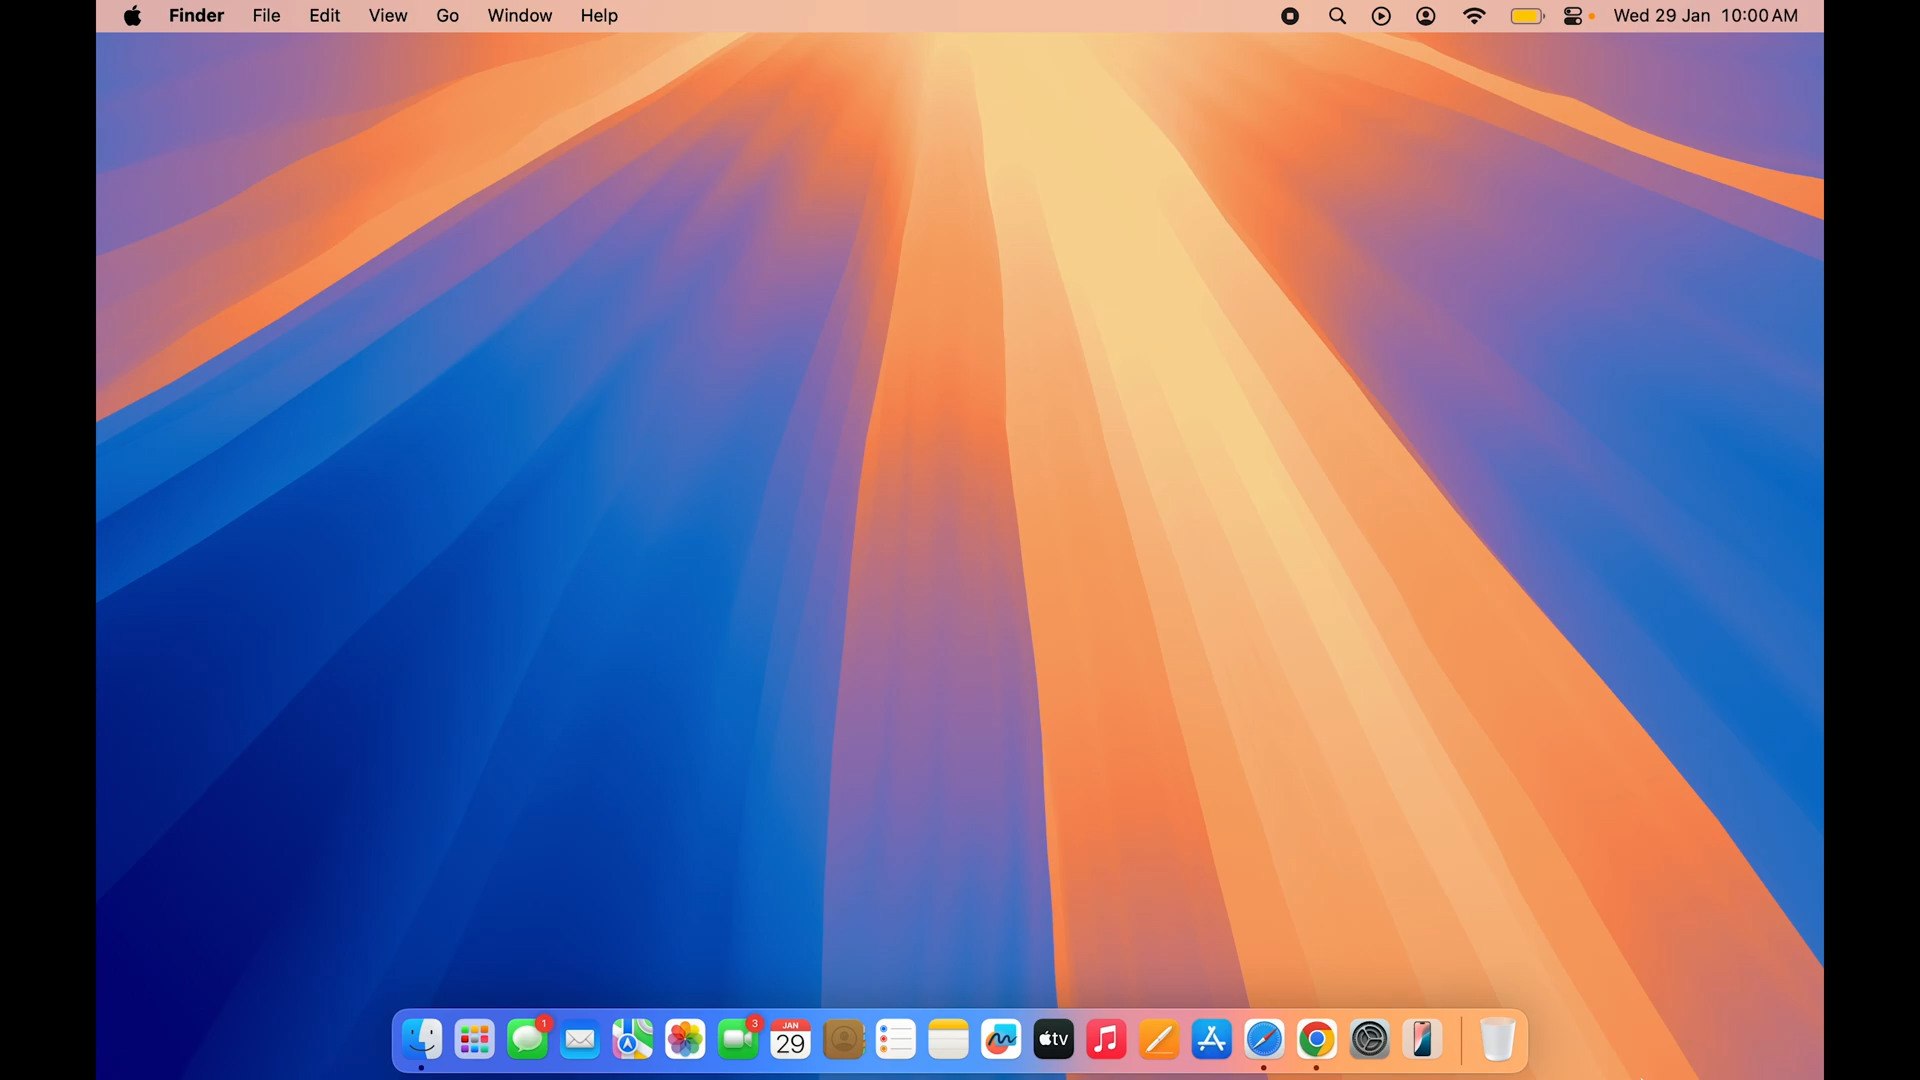 Finder File Edit View Go Window Help Wed 29 Jan 10:00 AM
1
3
JAN
29
tv